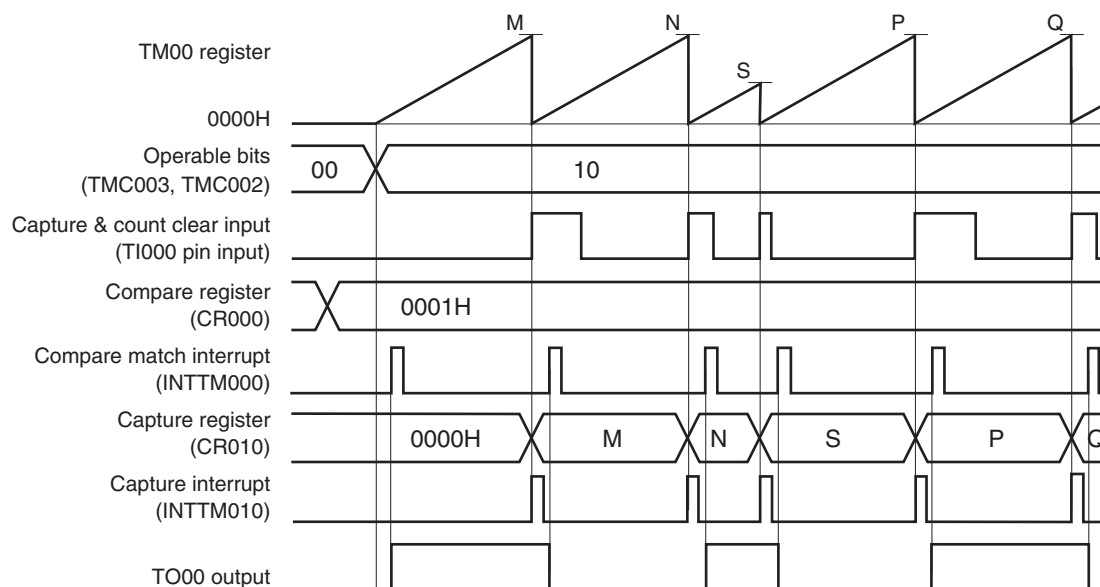 M N S P Q
TM00 register
0000H
Operable bits
(TMC003, TMC002)
00 10
Capture & count clear input
(TI000 pin input)
Compare register
(CR000)
0001H
Compare match interrupt
(INTTM000)
Capture register
(CR010)
0000H M N S P Q
Capture interrupt
(INTTM010)
TO00 output